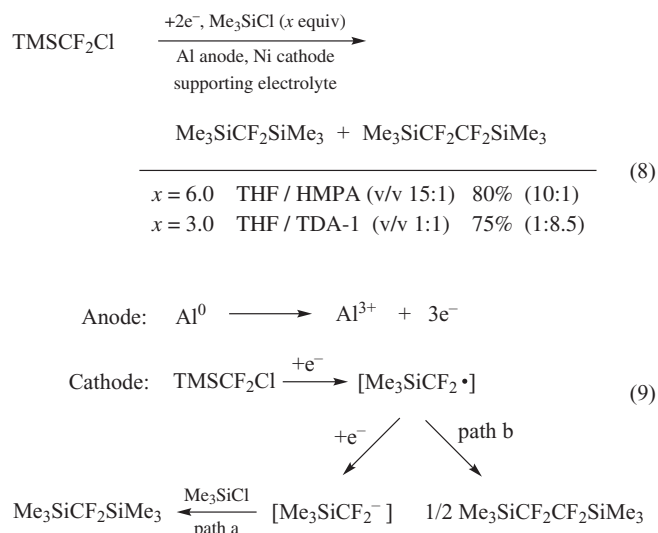 +2e⁻, Me₃SiCl (x equiv)
TMSCF₂Cl
Al anode, Ni cathode
supporting electrolyte
Me₃SiCF₂SiMe₃ + Me₃SiCF₂CF₂SiMe₃
(8)
x = 6.0 THF / HMPA (v/v 15:1) 80% (10:1)
x = 3.0 THF / TDA-1 (v/v 1:1) 75% (1:8.5)
Anode: Al⁰ Al³⁺ + 3e⁻
+e⁻
Cathode: TMSCF₂Cl [Me₃SiCF₂•]
(9)
+e⁻ path b
Me₃SiCl
Me₃SiCF₂SiMe₃ [Me₃SiCF₂⁻] 1/2 Me₃SiCF₂CF₂SiMe₃
path a